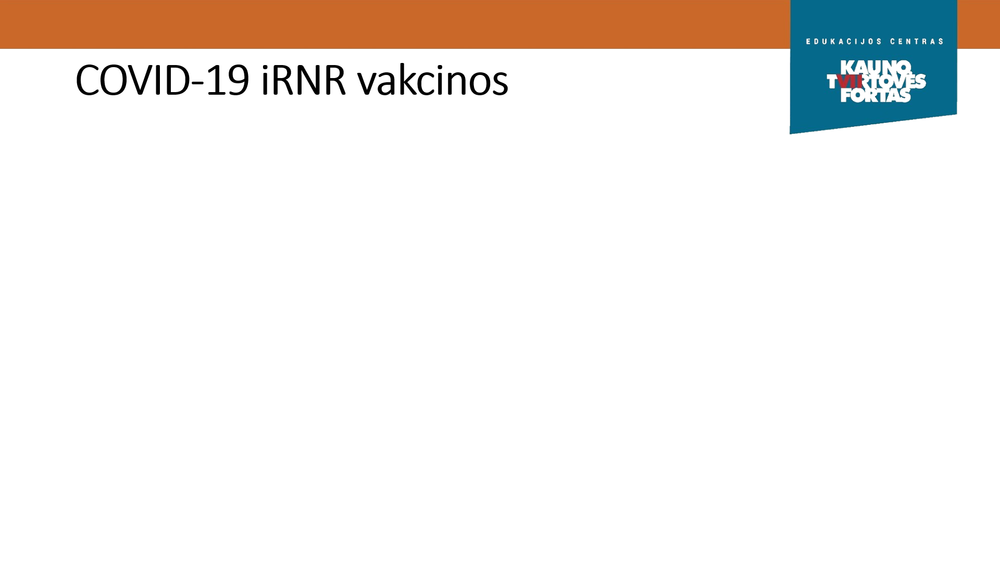 COVID-19 iRNR vakcinos
EDUKACIJOS CENTRAS
KAUNO
TVIRTOVĖS
FORTAS